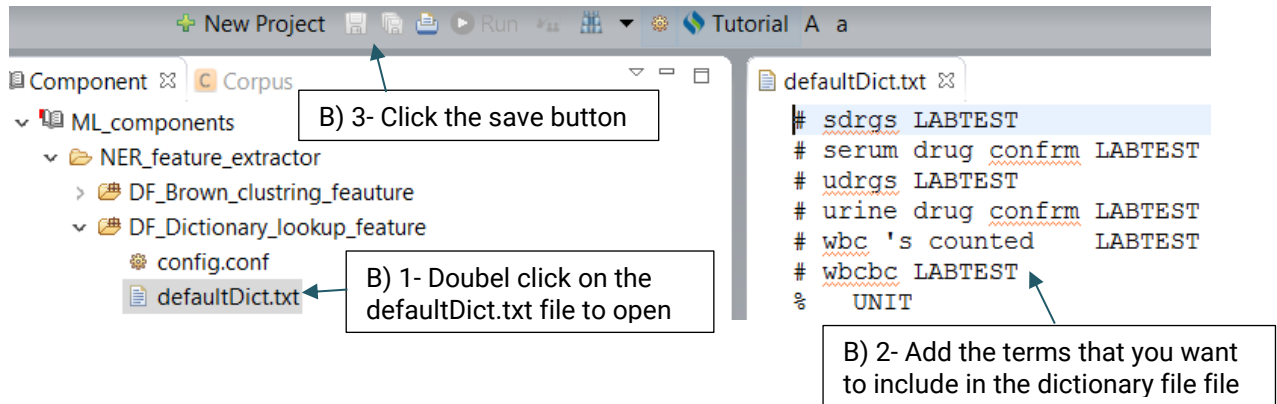 New Project Run Tutorial A a
Component C Corpus
B) 3- Click the save button
ML_components
NER_feature_extractor
DF_Brown_clustring_feauture
DF_Dictionary_lookup_feature
config.conf
defaultDict.txt
B) 1- Doubel click on the
defaultDict.txt file to open
defaultDict.txt
# sdrgs LABTEST
# serum drug confrm LABTEST
# udrgs LABTEST
# urine drug confrm LABTEST
# wbc 's counted LABTEST
# wbcbc LABTEST
% UNIT
B) 2- Add the terms that you want
to include in the dictionary file file